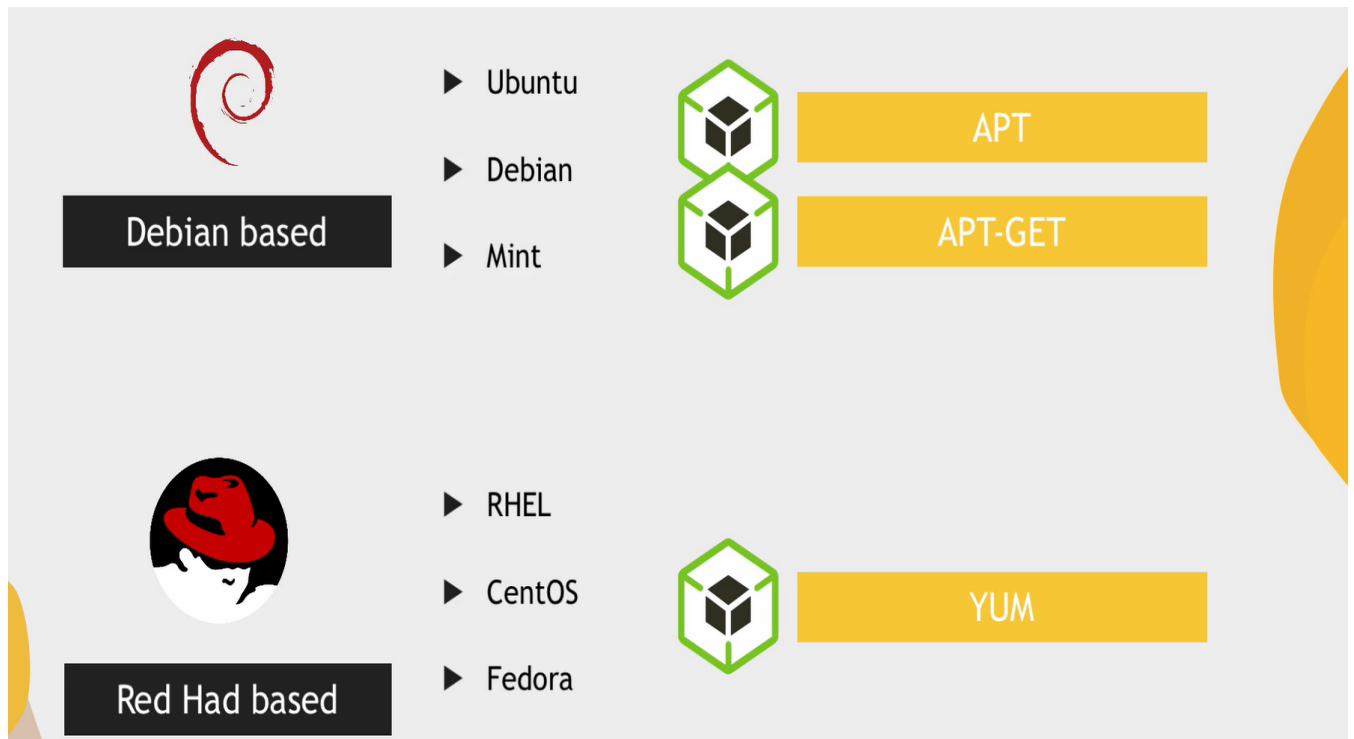 Ubuntu
Debian
Mint
Debian based
APT
APT-GET
RHEL
CentOS
Fedora
Red Had based
YUM